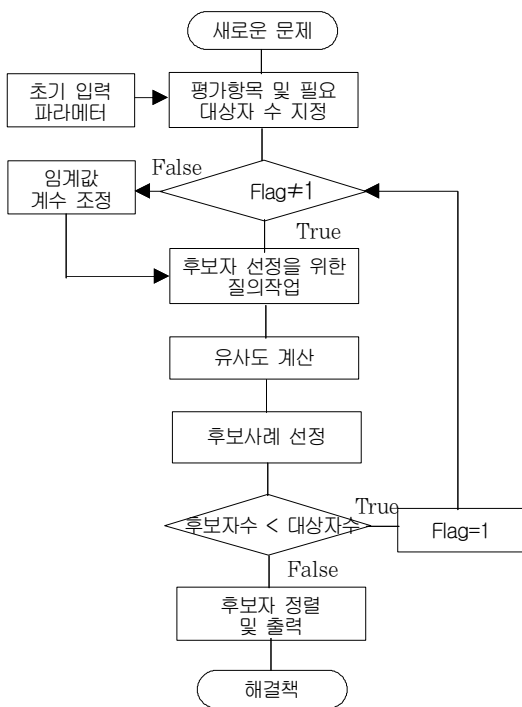 새로운 문제
초기 입력
파라메터
평가항목 및 필요
대상자 수 지정
False
임계값
계수 조정
Flag≠1
True
후보자 선정을 위한
질의작업
유사도 계산
후보사례 선정
후보자수 < 대상자수
True
Flag=1
False
후보자 정렬
및 출력
해결책